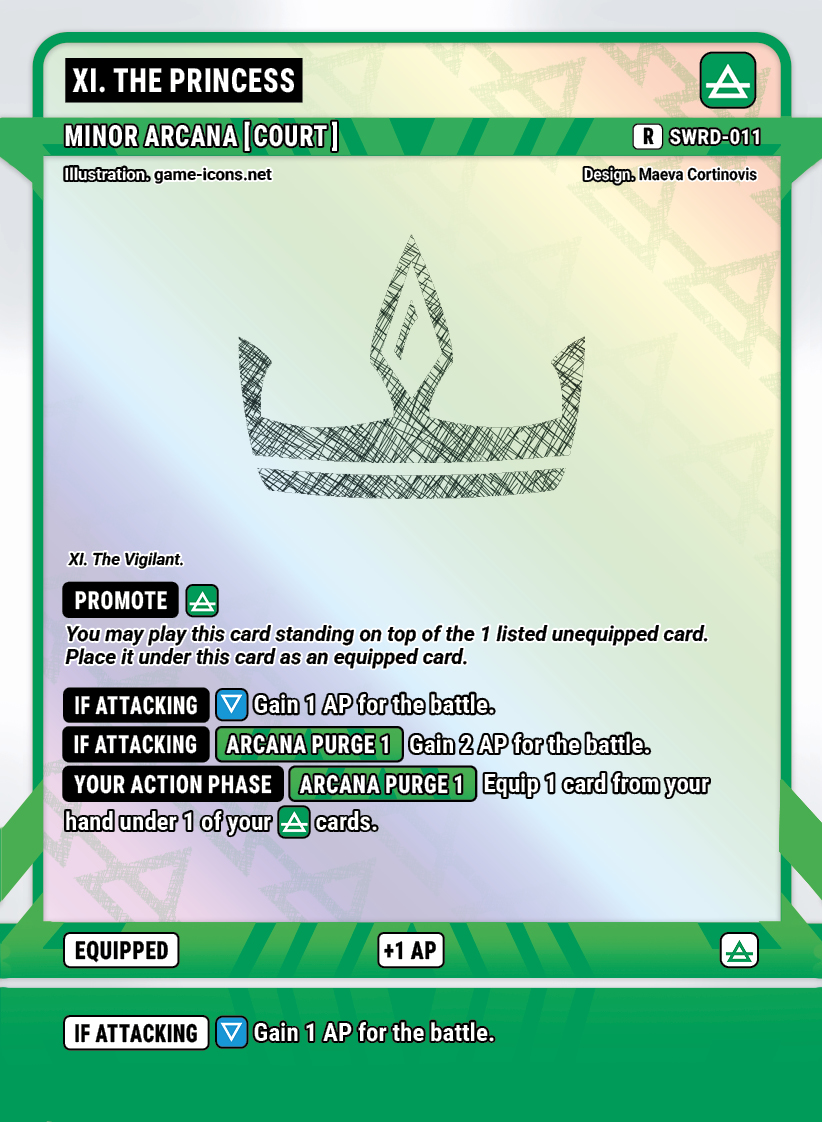 XI. THE PRINCESS
MINOR ARCANA [COURT]
R SWRD-011
Illustration. game-icons.net
Design. Maeva Cortinovis
XI. The Vigilant.
PROMOTE
You may play this card standing on top of the 1 listed unequipped card.
Place it under this card as an equipped card.
IF ATTACKING Gain 1 AP for the battle.
IF ATTACKING ARCANA PURGE 1 Gain 2 AP for the battle.
YOUR ACTION PHASE ARCANA PURGE 1 Equip 1 card from your
hand under 1 of your cards.
EQUIPPED +1 AP
IF ATTACKING Gain 1 AP for the battle.